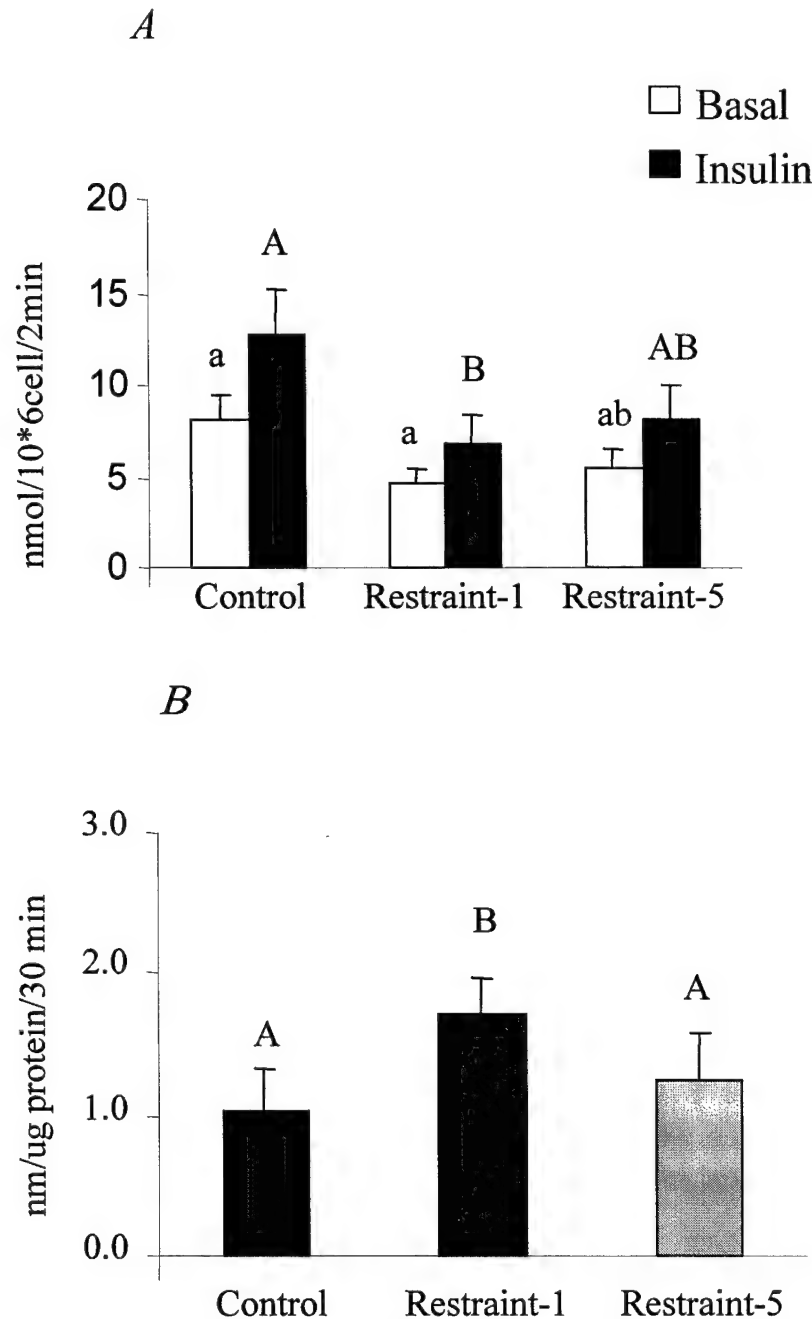 A
Basal
Insulin
20
15
10
5
0
nmol/10*6cell/2min
a
A
a
B
ab
AB
Control Restraint-1 Restraint-5
B
3.0
2.0
1.0
0.0
nm/ug protein/30 min
A
B
A
Control Restraint-1 Restraint-5